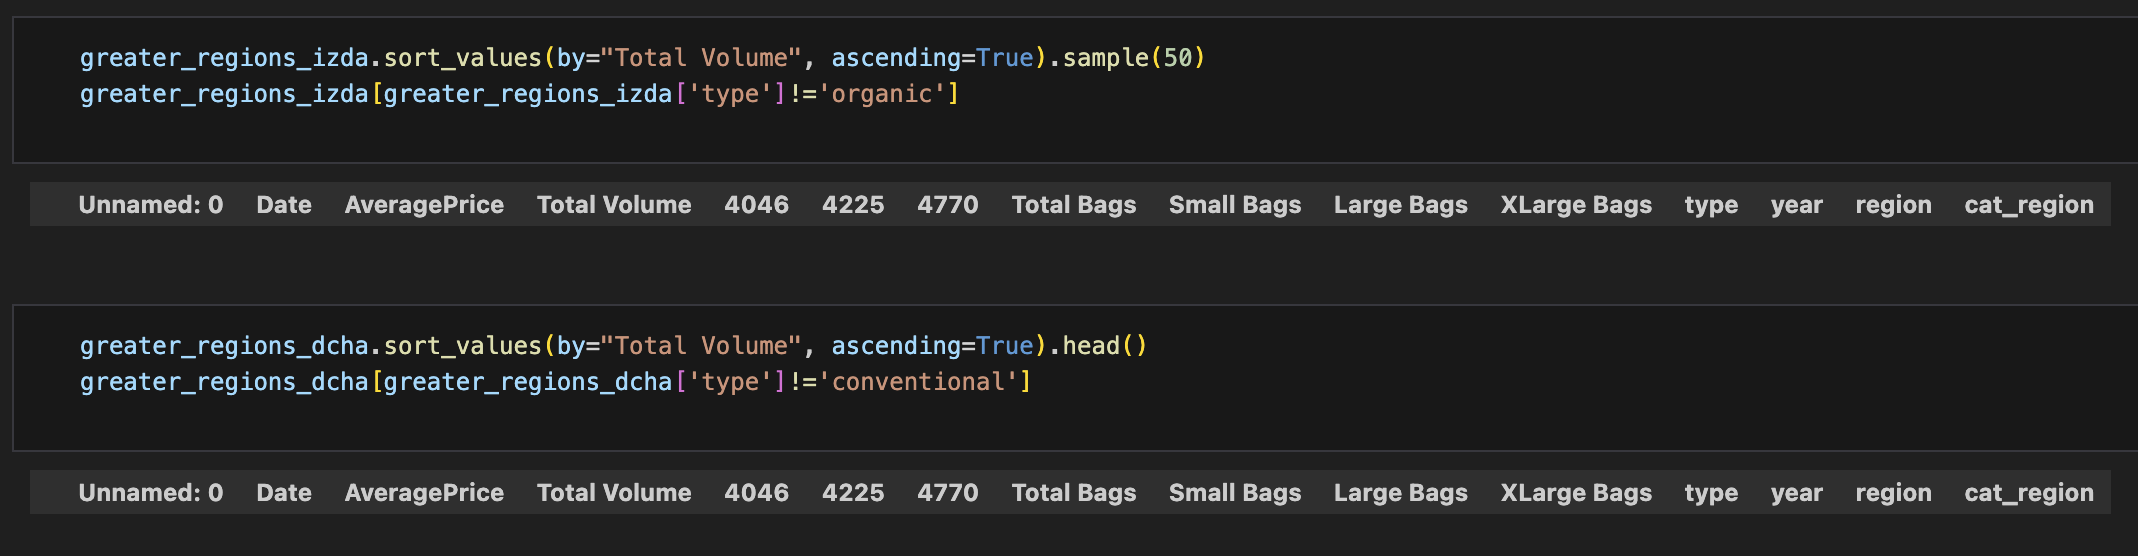 greater_regions_izda.sort_values(by="Total Volume", ascending=True).sample(50)
greater_regions_izda[greater_regions_izda['type']!='organic']
Unnamed: 0 Date AveragePrice Total Volume 4046 4225 4770 Total Bags Small Bags Large Bags XLarge Bags type year region cat_region
greater_regions_dcha.sort_values(by="Total Volume", ascending=True).head()
greater_regions_dcha[greater_regions_dcha['type']!='conventional']
Unnamed: 0 Date AveragePrice Total Volume 4046 4225 4770 Total Bags Small Bags Large Bags XLarge Bags type year region cat_region